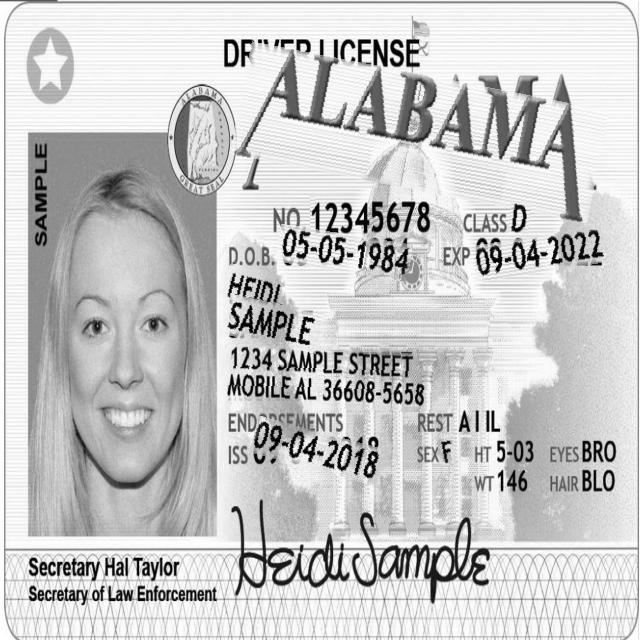 DRIVER LICENSE
ALABAMA
ALABAMA
GREAT SEAL
SAMPLE
NO 12345678 CLASS D
D.O.B. 05-05-1984 EXP 09-04-2022
HEIDI
SAMPLE
1234 SAMPLE STREET
MOBILE AL 36608-5658
ENDORSEMENTS REST A
ISS 09-04-2018 SEX F HT 5-03 EYES BRO
WT 146 HAIR BLO
Heidi Sample
Secretary Hal Taylor
Secretary of Law Enforcement